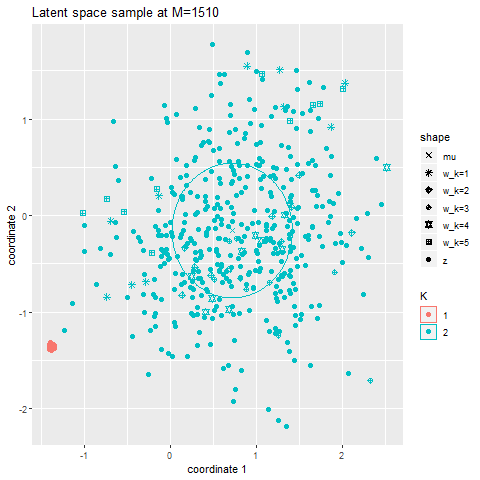 Latent space sample at M=1510
1
0
-1
-2
coordinate 2
-1
0
1
2
coordinate 1
shape
mu
w_k=1
w_k=2
w_k=3
w_k=4
w_k=5
z
K
1
2